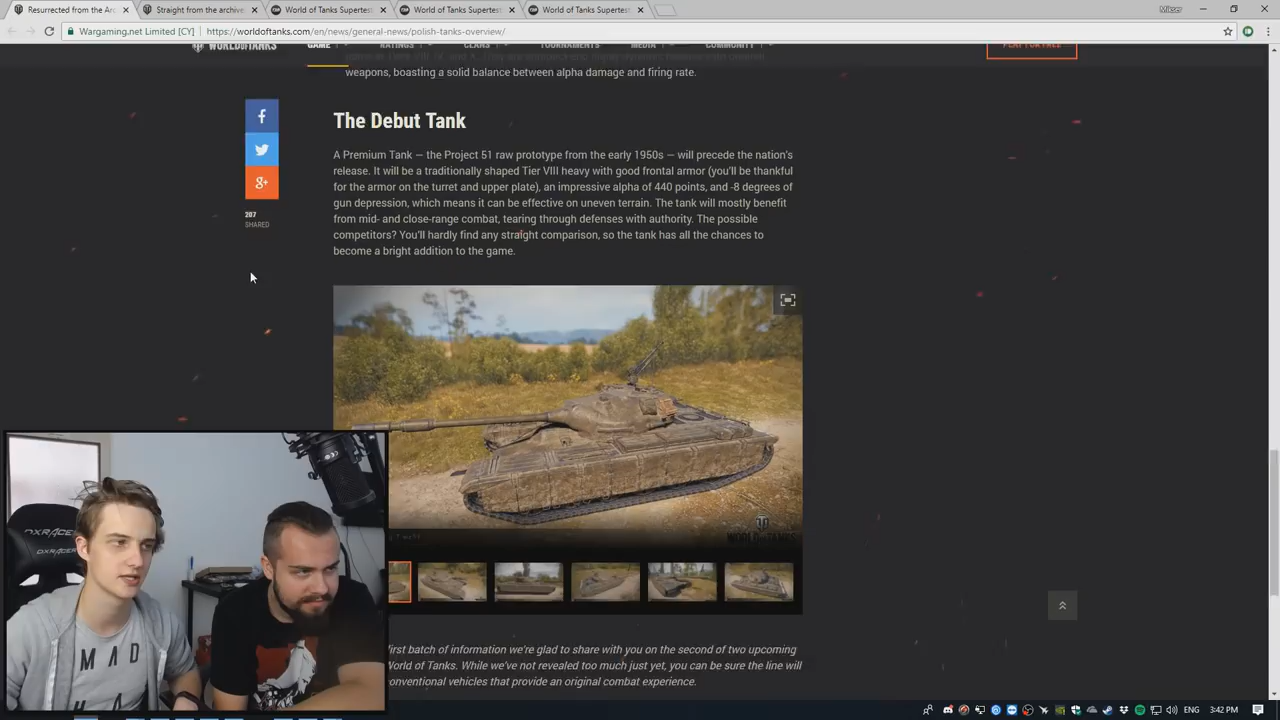 Resurrected from the Ar
Straight from the archive
World of Tanks Supertest
World of Tanks Supertest
World of Tanks Supertest
Wargaming.net Limited [CY]
https://worldoftanks.com/en/news/general-news/polish-tanks-overview/
WORLDOFTANKS
GAME
RATINGS
CLANS
TOURNAMENTS
MEDIA
COMMUNITY
PLAY FOR FREE
weapons, boasting a solid balance between alpha damage and firing rate.
The Debut Tank
A Premium Tank — the Project 51 raw prototype from the early 1950s — will precede the nation's
release. It will be a traditionally shaped Tier VIII heavy with good frontal armor (you'll be thankful
for the armor on the turret and upper plate), an impressive alpha of 440 points, and -8 degrees of
gun depression, which means it can be effective on uneven terrain. The tank will mostly benefit
from mid- and close-range combat, tearing through defenses with authority. The possible
competitors? You'll hardly find any straight comparison, so the tank has all the chances to
become a bright addition to the game.
f
g+
207
SHARED
WORLD OF TANKS
DXRACER
DXRACER
MAD
irst batch of information we're glad to share with you on the second of two upcoming
World of Tanks. While we've not revealed too much just yet, you can be sure the line will
onventional vehicles that provide an original combat experience.
ENG
3:42 PM